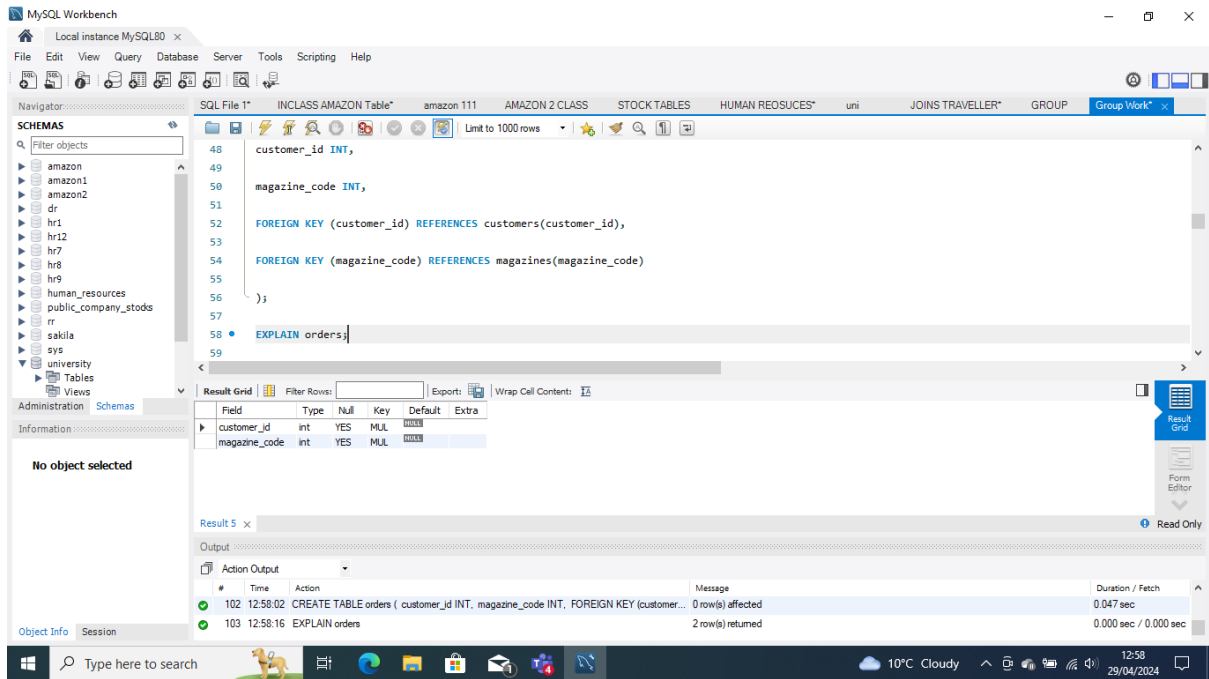 MySQL Workbench
Local instance MySQL80
File Edit View Query Database Server Tools Scripting Help
Navigator
SQL File 1* INCLASS AMAZON Table* amazon 111 AMAZON 2 CLASS STOCK TABLES HUMAN REOSUCES* uni JOINS TRAVELLER* GROUP Group Work*
SCHEMAS
Limit to 1000 rows
Filter objects
amazon
amazon1
amazon2
dr
hr1
hr12
hr7
hr8
hr9
human_resources
public_company_stocks
rr
sakila
sys
university
Tables
Views
Administration Schemas
Information
No object selected
Object Info Session
48 customer_id INT,
49
50 magazine_code INT,
51
52 FOREIGN KEY (customer_id) REFERENCES customers(customer_id),
53
54 FOREIGN KEY (magazine_code) REFERENCES magazines(magazine_code)
55
56 );
57
58 EXPLAIN orders;
59
Result Grid Filter Rows: Export: Wrap Cell Content: IA
Field Type Null Key Default Extra
customer_id int YES MUL NULL
magazine_code int YES MUL NULL
Result Grid
Form Editor
Result 5 Read Only
Output
Action Output
# Time Action Message Duration / Fetch
102 12:58:02 CREATE TABLE orders ( customer_id INT, magazine_code INT, FOREIGN KEY (customer... 0 row(s) affected 0.047 sec
103 12:58:16 EXPLAIN orders 2 row(s) returned 0.000 sec / 0.000 sec
Type here to search
1
4
10°C Cloudy
12:58
29/04/2024